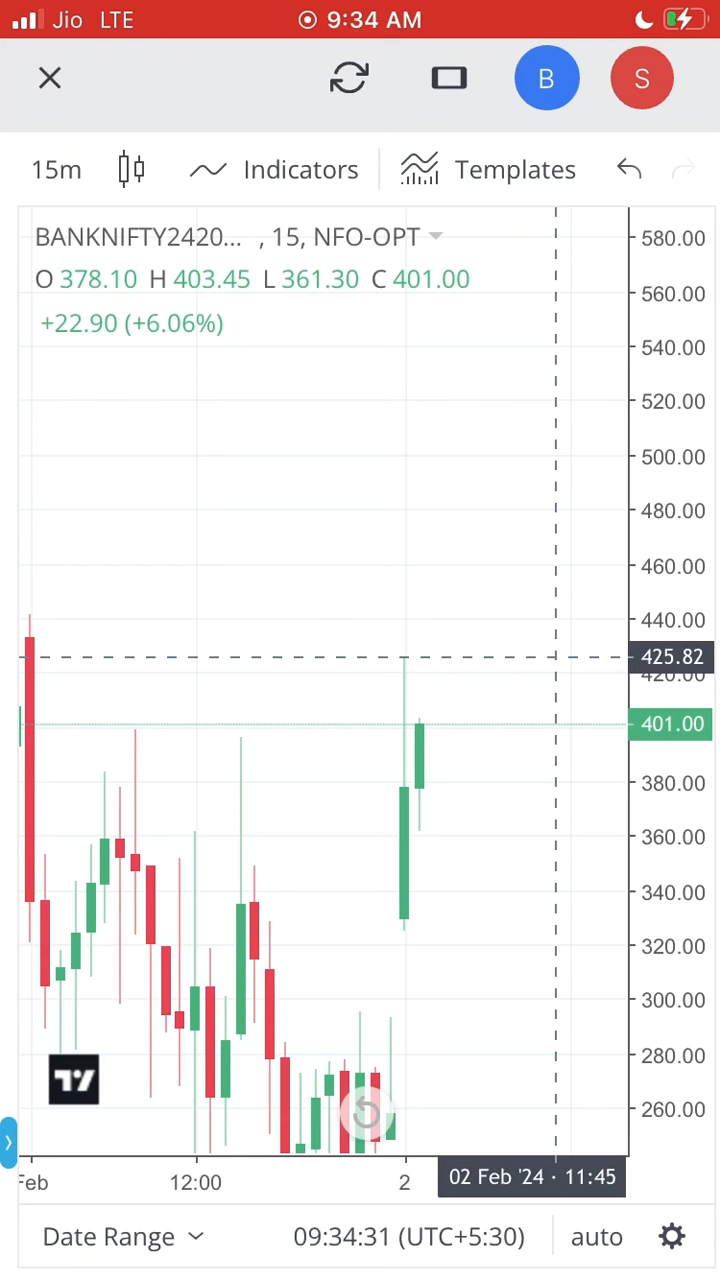 Jio LTE 9:34 AM
B S
15m Indicators Templates
BANKNIFTY2420... , 15, NFO-OPT
O 378.10 H 403.45 L 361.30 C 401.00
+22.90 (+6.06%)
580.00
560.00
540.00
520.00
500.00
480.00
460.00
440.00
425.82
420.00
401.00
380.00
360.00
340.00
320.00
300.00
280.00
260.00
Feb 12:00 2 02 Feb '24 · 11:45
Date Range 09:34:31 (UTC+5:30) auto